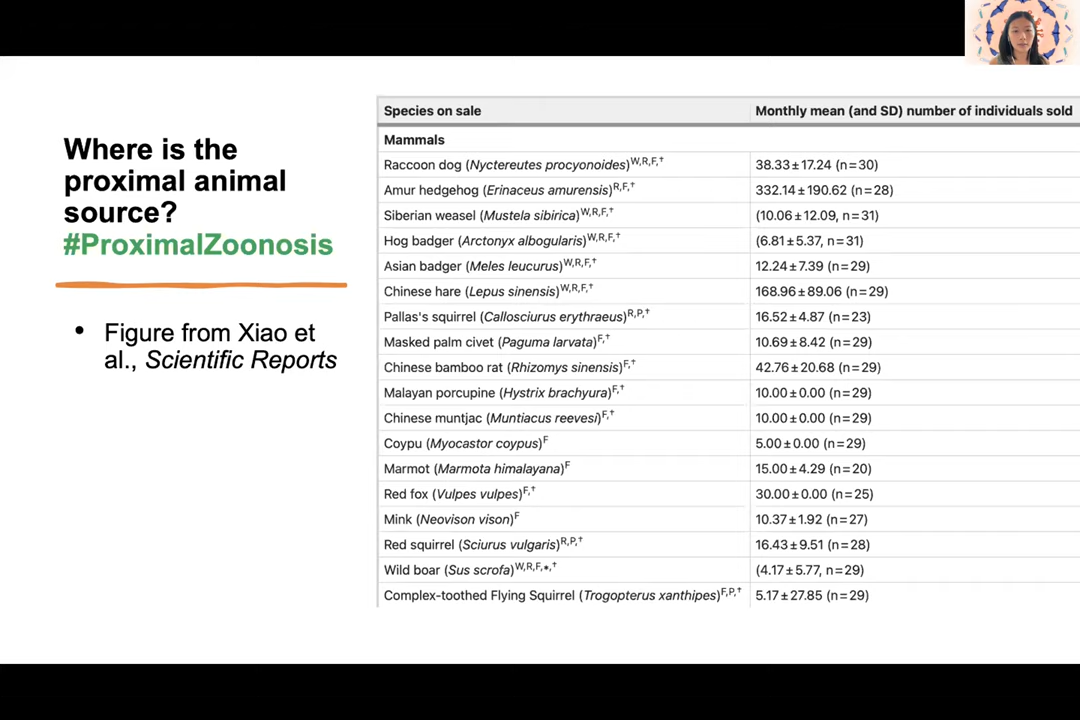 Where is the
proximal animal
source?
#ProximalZoonosis
• Figure from Xiao et
al., Scientific Reports
Species on sale Monthly mean (and SD) number of individuals sold
Mammals
Raccoon dog (Nyctereutes procyonoides)W,R,F,† 38.33±17.24 (n=30)
Amur hedgehog (Erinaceus amurensis)R,F,† 332.14±190.62 (n=28)
Siberian weasel (Mustela sibirica)W,R,F,† (10.06±12.09, n=31)
Hog badger (Arctonyx albogularis)W,R,F,† (6.81±5.37, n=31)
Asian badger (Meles leucurus)W,R,F,† 12.24±7.39 (n=29)
Chinese hare (Lepus sinensis)W,R,F,† 168.96±89.06 (n=29)
Pallas's squirrel (Callosciurus erythraeus)R,P,† 16.52±4.87 (n=23)
Masked palm civet (Paguma larvata)F,† 10.69±8.42 (n=29)
Chinese bamboo rat (Rhizomys sinensis)F,† 42.76±20.68 (n=29)
Malayan porcupine (Hystrix brachyura)F,† 10.00±0.00 (n=29)
Chinese muntjac (Muntiacus reevesi)F,† 10.00±0.00 (n=29)
Coypu (Myocastor coypus)F 5.00±0.00 (n=29)
Marmot (Marmota himalayana)F 15.00±4.29 (n=20)
Red fox (Vulpes vulpes)F,† 30.00±0.00 (n=25)
Mink (Neovison vison)F 10.37±1.92 (n=27)
Red squirrel (Sciurus vulgaris)R,P,† 16.43±9.51 (n=28)
Wild boar (Sus scrofa)W,R,F,*,† (4.17±5.77, n=29)
Complex-toothed Flying Squirrel (Trogopterus xanthipes)F,P,† 5.17±27.85 (n=29)